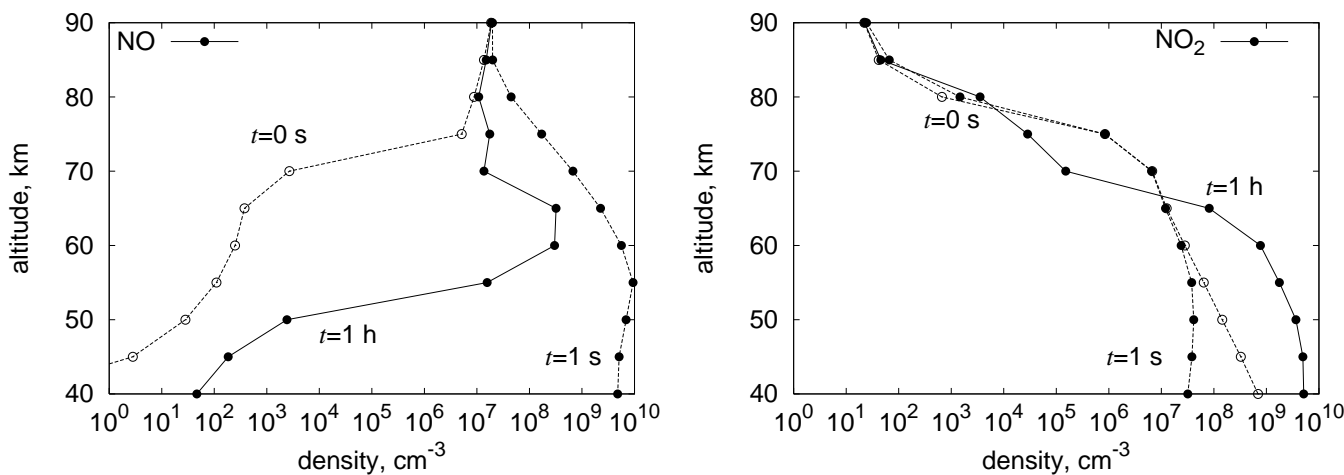 90
80
70
60
50
40
altitude, km
NO
t=0 s
t=1 h
t=1 s
10^0 10^1 10^2 10^3 10^4 10^5 10^6 10^7 10^8 10^9 10^10
density, cm^-3
90
80
70
60
50
40
altitude, km
NO₂
t=0 s
t=1 h
t=1 s
10^0 10^1 10^2 10^3 10^4 10^5 10^6 10^7 10^8 10^9 10^10
density, cm^-3